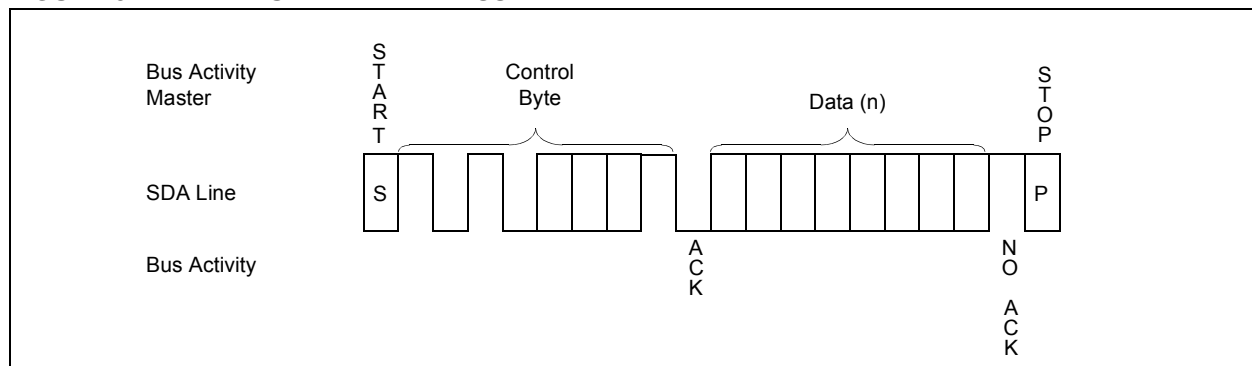 Bus Activity
Master
START
Control
Byte
Data (n)
STOP
SDA Line
S
P
Bus Activity
ACK
NO ACK